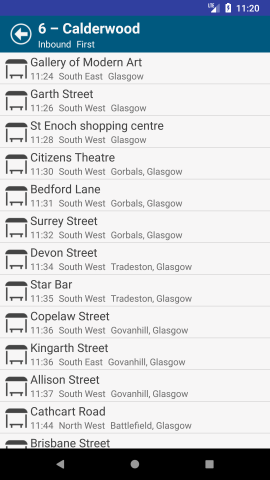 11:20
6 – Calderwood
Inbound First
Gallery of Modern Art
11:24 South East Glasgow
Garth Street
11:26 South West Glasgow
St Enoch shopping centre
11:28 South West Glasgow
Citizens Theatre
11:30 South West Gorbals, Glasgow
Bedford Lane
11:31 South West Gorbals, Glasgow
Surrey Street
11:32 South West Gorbals, Glasgow
Devon Street
11:34 South West Tradeston, Glasgow
Star Bar
11:35 South West Tradeston, Glasgow
Copelaw Street
11:36 South West Govanhill, Glasgow
Kingarth Street
11:36 South East Govanhill, Glasgow
Allison Street
11:37 South West Govanhill, Glasgow
Cathcart Road
11:44 North West Battlefield, Glasgow
Brisbane Street